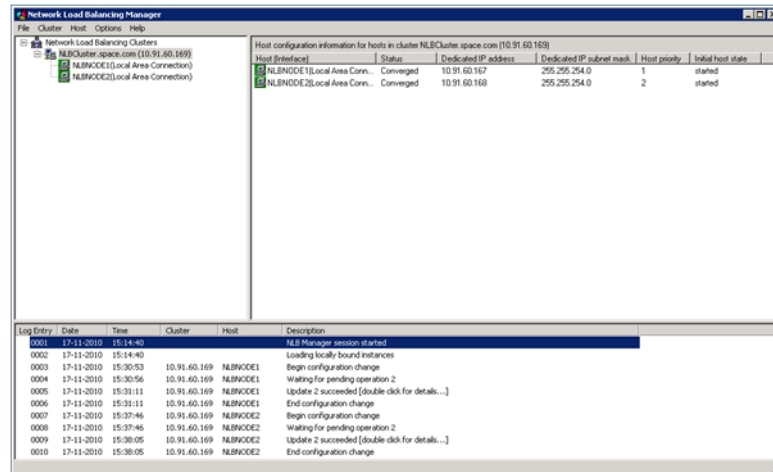 Network Load Balancing Manager
File Cluster Host Options Help
Network Load Balancing Clusters
NLBCluster.space.com (10.91.60.169)
NLBNODE1(Local Area Connection)
NLBNODE2(Local Area Connection)
Host configuration information for hosts in cluster NLBCluster.space.com (10.91.60.169)
Host (Interface) Status Dedicated IP address Dedicated IP subnet mask Host priority Initial host state
NLBNODE1(Local Area Conn... Converged 10.91.60.167 255.255.254.0 1 started
NLBNODE2(Local Area Conn... Converged 10.91.60.168 255.255.254.0 2 started
Log Entry Date Time Cluster Host Description
0001 17-11-2010 15:14:40 NLB Manager session started
0002 17-11-2010 15:14:40 Loading locally bound instances
0003 17-11-2010 15:30:53 10.91.60.169 NLBNODE1 Begin configuration change
0004 17-11-2010 15:30:56 10.91.60.169 NLBNODE1 Waiting for pending operation 2
0005 17-11-2010 15:31:11 10.91.60.169 NLBNODE1 Update 2 succeeded [double click for details...]
0006 17-11-2010 15:31:11 10.91.60.169 NLBNODE1 End configuration change
0007 17-11-2010 15:37:46 10.91.60.169 NLBNODE2 Begin configuration change
0008 17-11-2010 15:37:46 10.91.60.169 NLBNODE2 Waiting for pending operation 2
0009 17-11-2010 15:38:05 10.91.60.169 NLBNODE2 Update 2 succeeded [double click for details...]
0010 17-11-2010 15:38:05 10.91.60.169 NLBNODE2 End configuration change